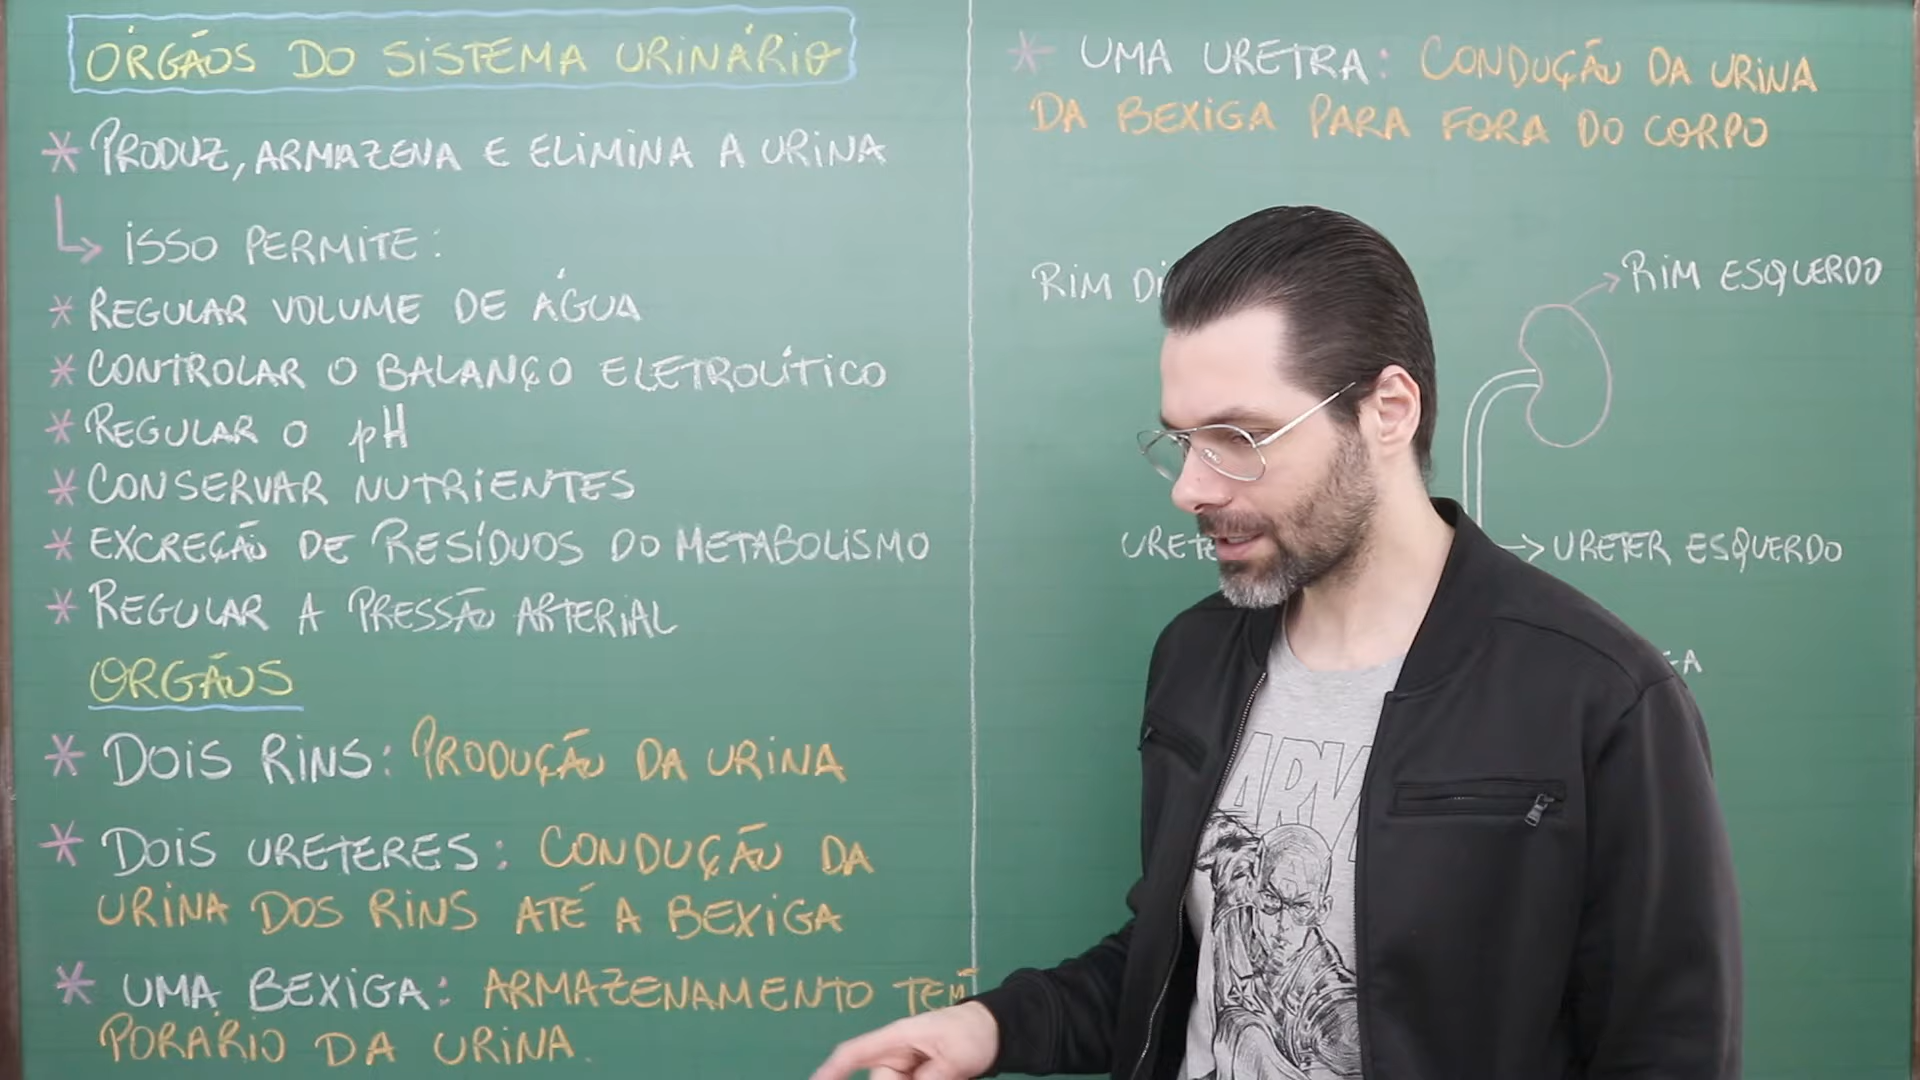 ÓRGÃOS DO SISTEMA URINÁRIO
* PRODUZ, ARMAZENA E ELIMINA A URINA
ISSO PERMITE:
* REGULAR VOLUME DE ÁGUA
* CONTROLAR O BALANÇO ELETROLÍTICO
* REGULAR O pH
* CONSERVAR NUTRIENTES
* EXCREÇÃO DE RESÍDUOS DO METABOLISMO
* REGULAR A PRESSÃO ARTERIAL
ORGÃOS
* DOIS RINS: PRODUÇÃO DA URINA
* DOIS URETERES: CONDUÇÃO DA
URINA DOS RINS ATÉ A BEXIGA
* UMA BEXIGA: ARMAZENAMENTO TEM
PORÁRIO DA URINA.
* UMA URETRA: CONDUÇÃO DA URINA
DA BEXIGA PARA FORA DO CORPO
RIM
RIM ESQUERDO
URETER ESQUERDO